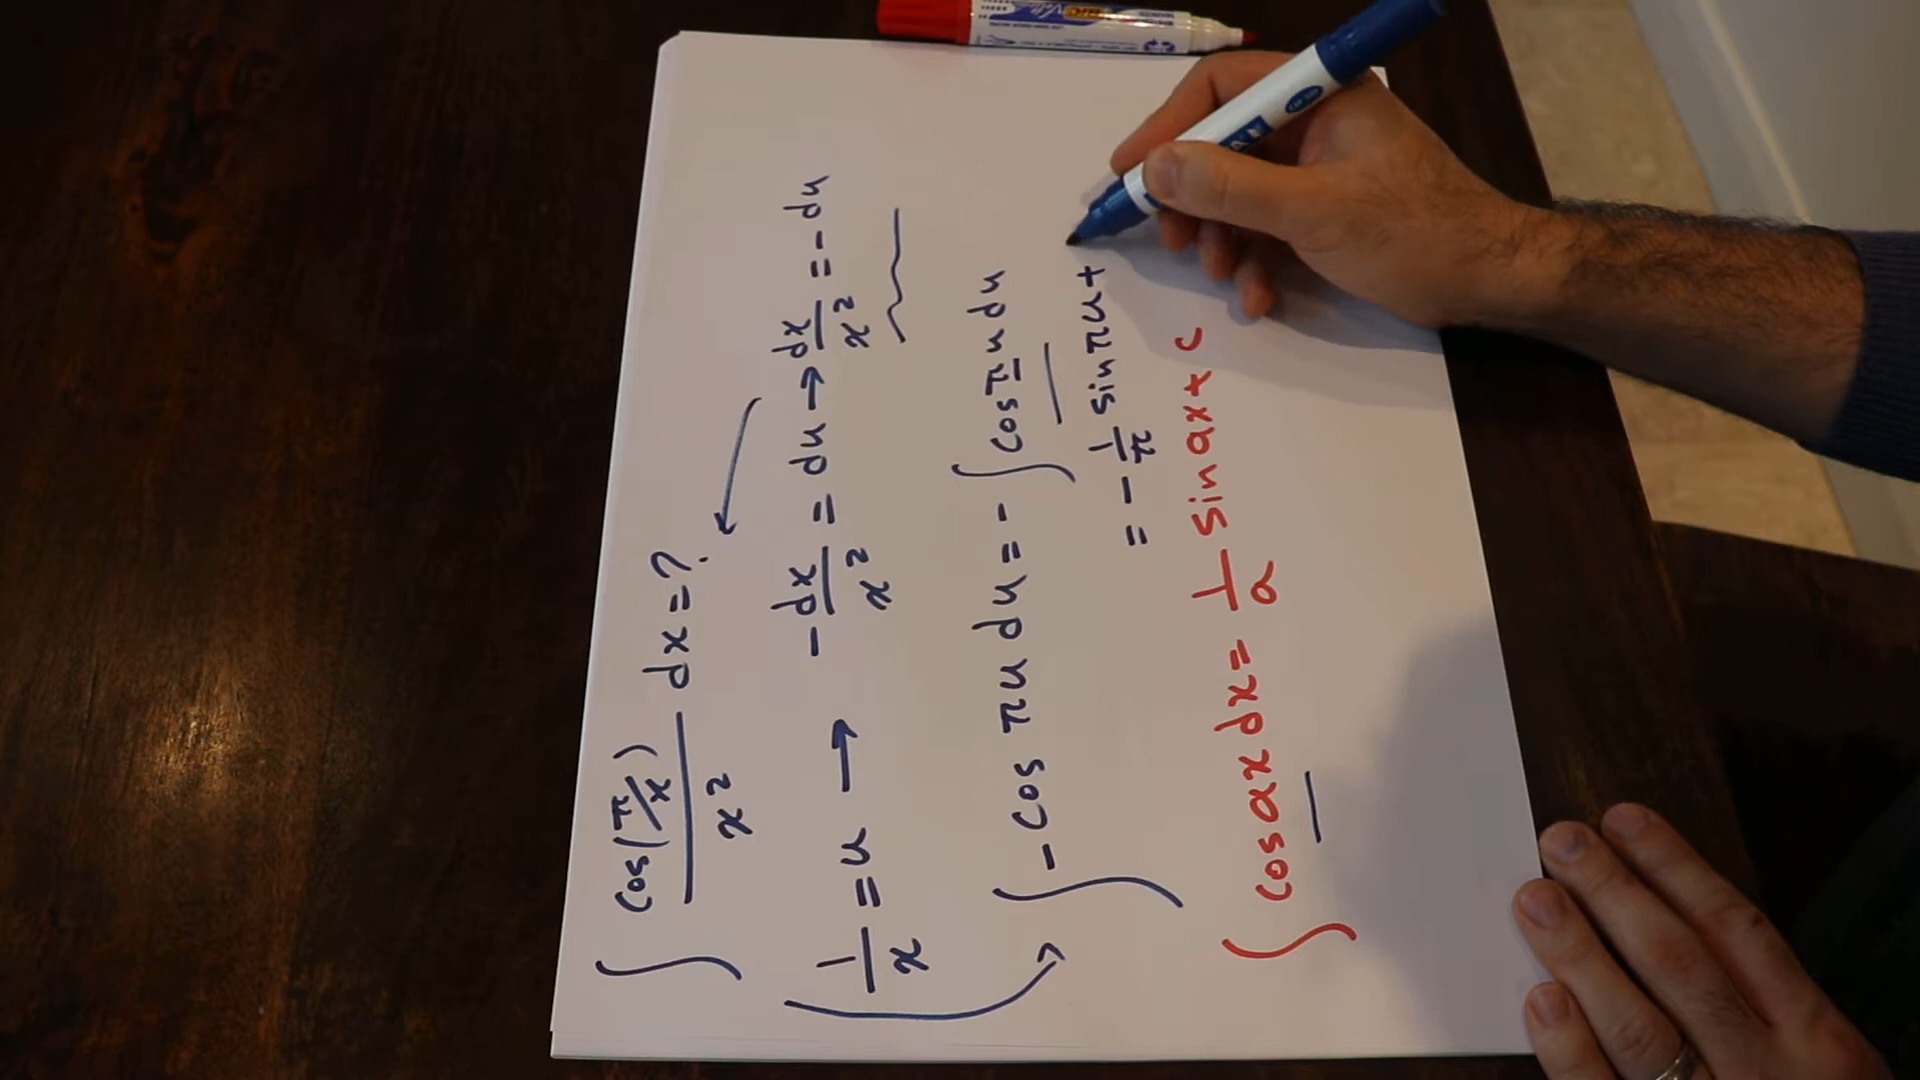 ∫ cos(π/x) / x² dx = ?
1/x = u → -dx/x² = du → dx/x² = -du
∫ -cos πu du = - ∫ cos πu du
= - 1/π sin πu +
∫ cos ax dx = 1/a sin ax + c